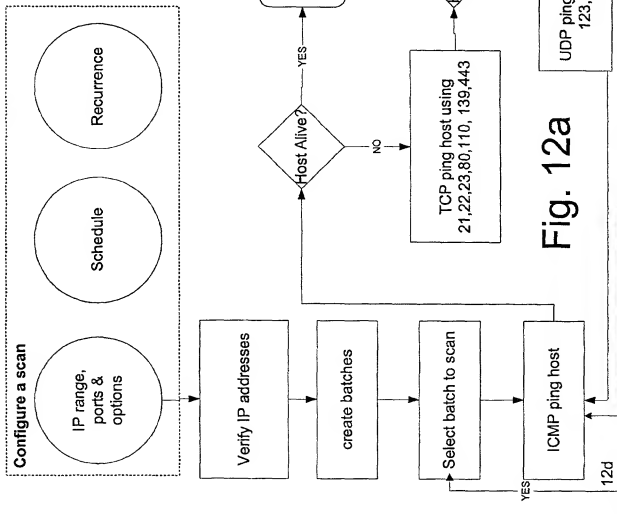 Configure a scan
IP range,
ports &
options
Schedule
Recurrence
Verify IP addresses
create batches
Select batch to scan
ICMP ping host
YES
12d
Host Alive?
YES
NO
TCP ping host using
21,22,23,80,110, 139,443
UDP ping
123,
Fig. 12a